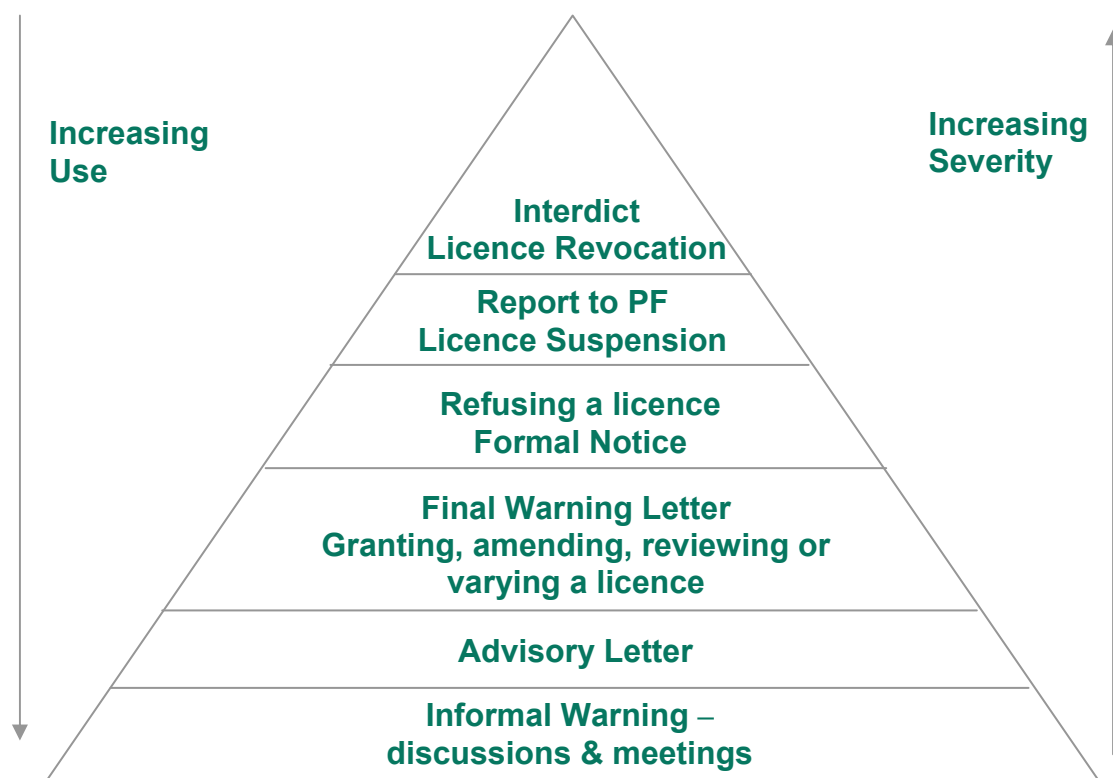 Increasing
Use
Increasing
Severity
Interdict
Licence Revocation
Report to PF
Licence Suspension
Refusing a licence
Formal Notice
Final Warning Letter
Granting, amending, reviewing or
varying a licence
Advisory Letter
Informal Warning –
discussions & meetings